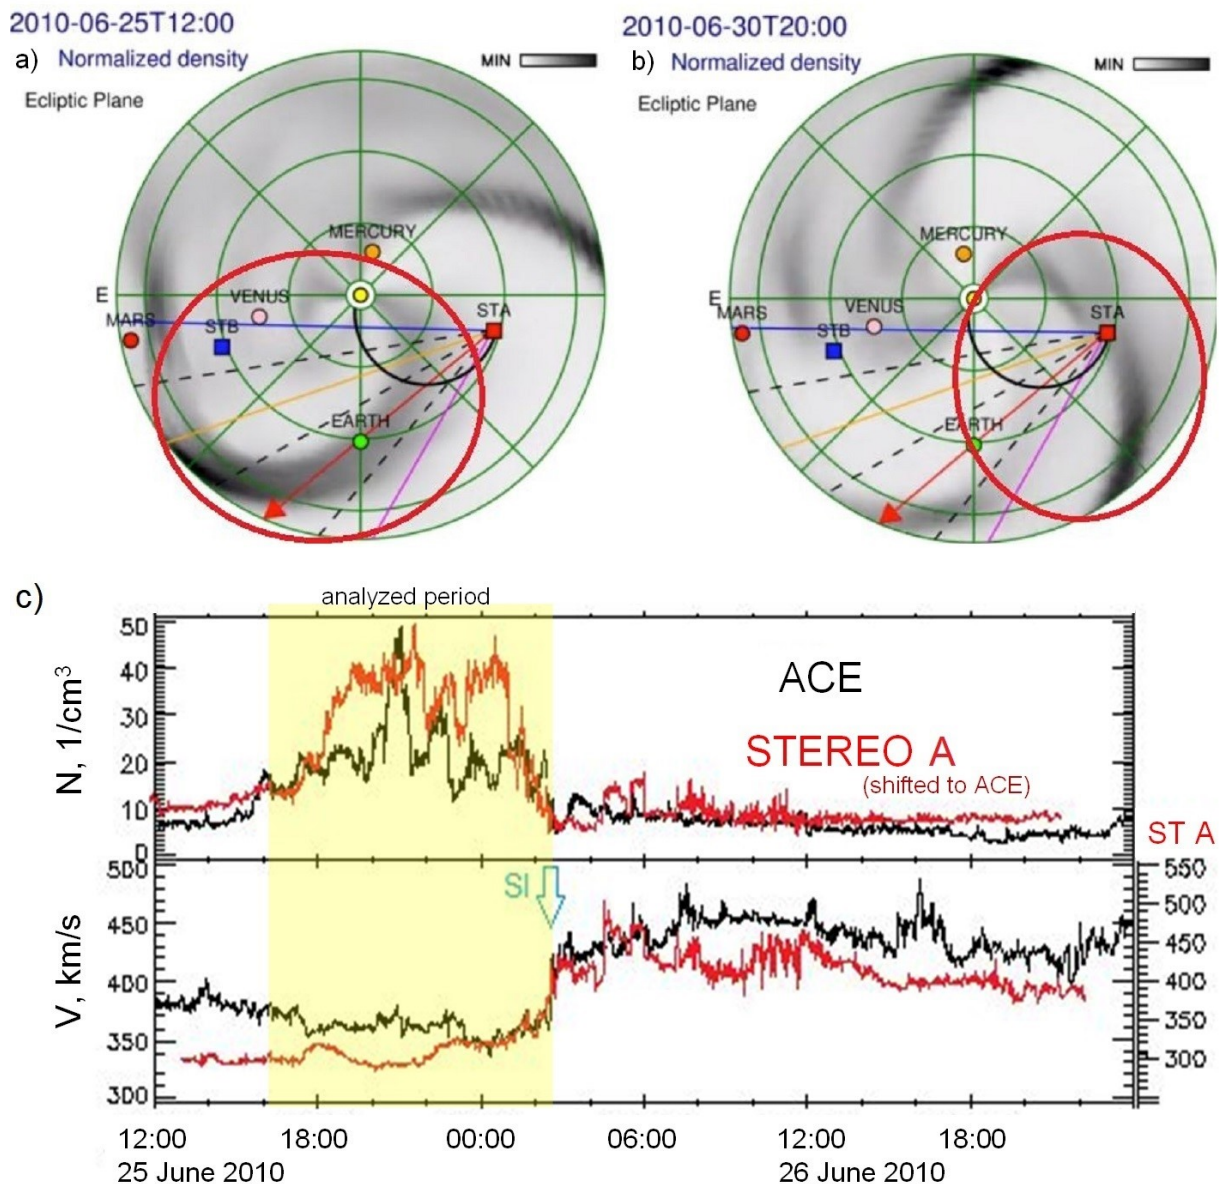 2010-06-25T12:00
a) Normalized density
MIN
Ecliptic Plane
MERCURY
E
VENUS
STA
MARS
STB
EARTH
2010-06-30T20:00
b) Normalized density
MIN
Ecliptic Plane
MERCURY
E
VENUS
STA
MARS
STB
EARTH
c)
analyzed period
N, 1/cm³
50
40
30
20
10
0
ACE
STEREO A
(shifted to ACE)
ST A
V, km/s
500
450
400
350
300
SI
550
500
450
400
350
300
12:00 18:00 00:00 06:00 12:00 18:00
25 June 2010 26 June 2010